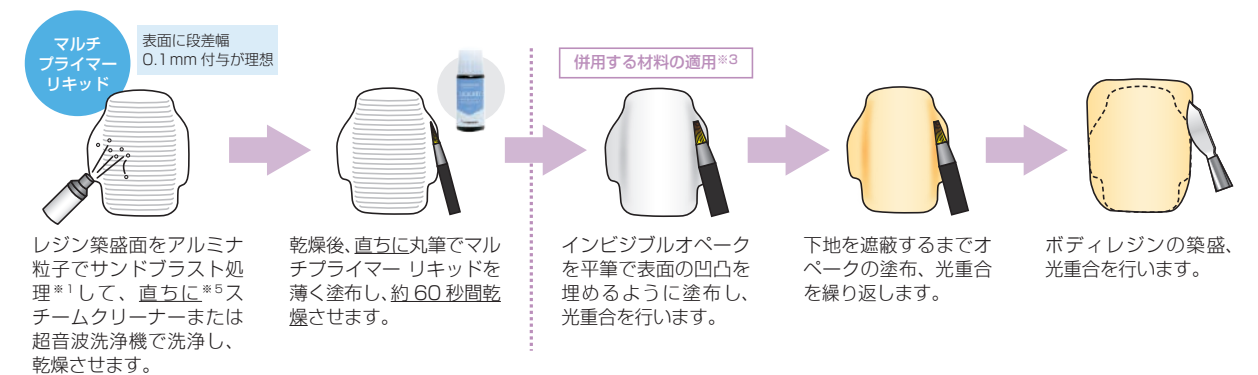 マルチ
プライマー
リキッド
表面に段差幅
0.1mm 付与が理想
レジン築盛面をアルミナ
粒子でサンドブラスト処
理※1して、直ちに※5ス
チームクリーナーまたは
超音波洗浄機で洗浄し、
乾燥させます。
乾燥後、直ちに丸筆でマル
チプライマー リキッドを
薄く塗布し、約60秒間乾
燥させます。
併用する材料の適用※3
インビジブルオペーク
を平筆で表面の凹凸を
埋めるように塗布し、
光重合を行います。
下地を遮蔽するまでオ
ペークの塗布、光重合
を繰り返します。
ボディレジンの築盛、
光重合を行います。